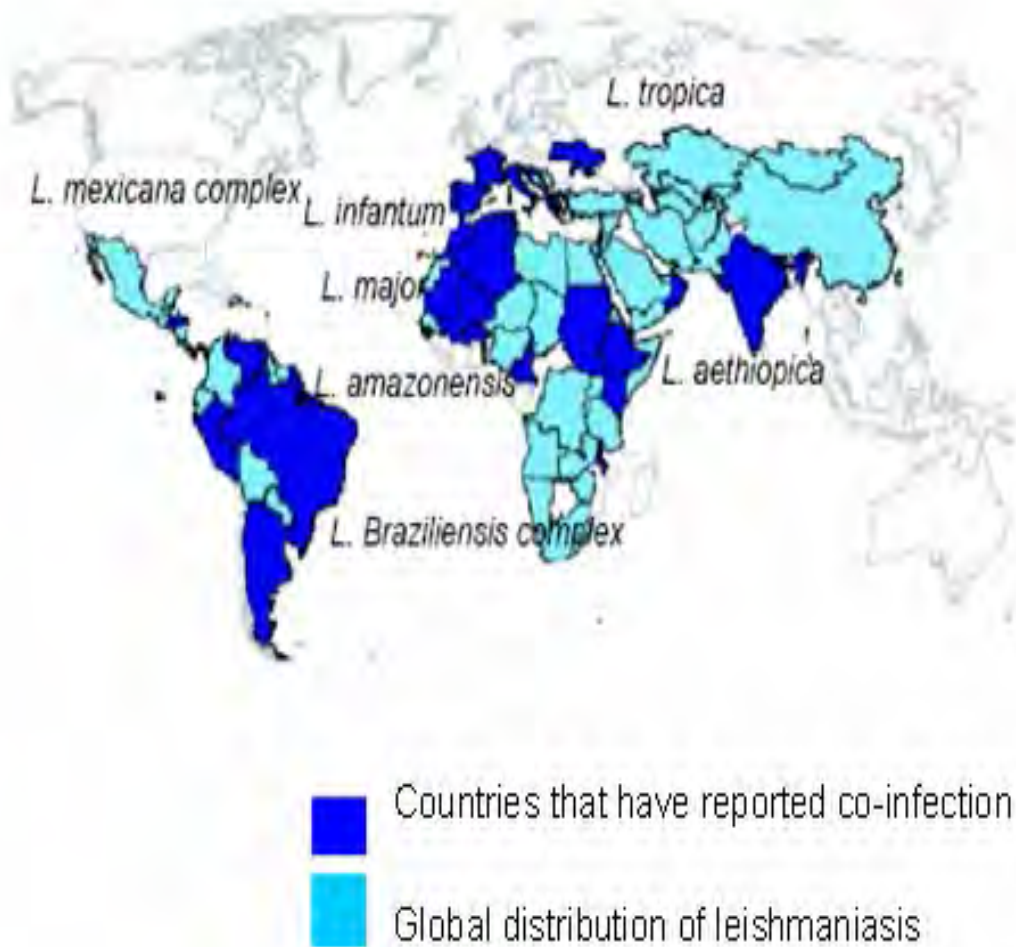 L. tropica
L. mexicana complex
L. infantum
L. major
L. amazonensis
L. aethiopica
L. Braziliensis complex
Countries that have reported co-infection
Global distribution of leishmaniasis